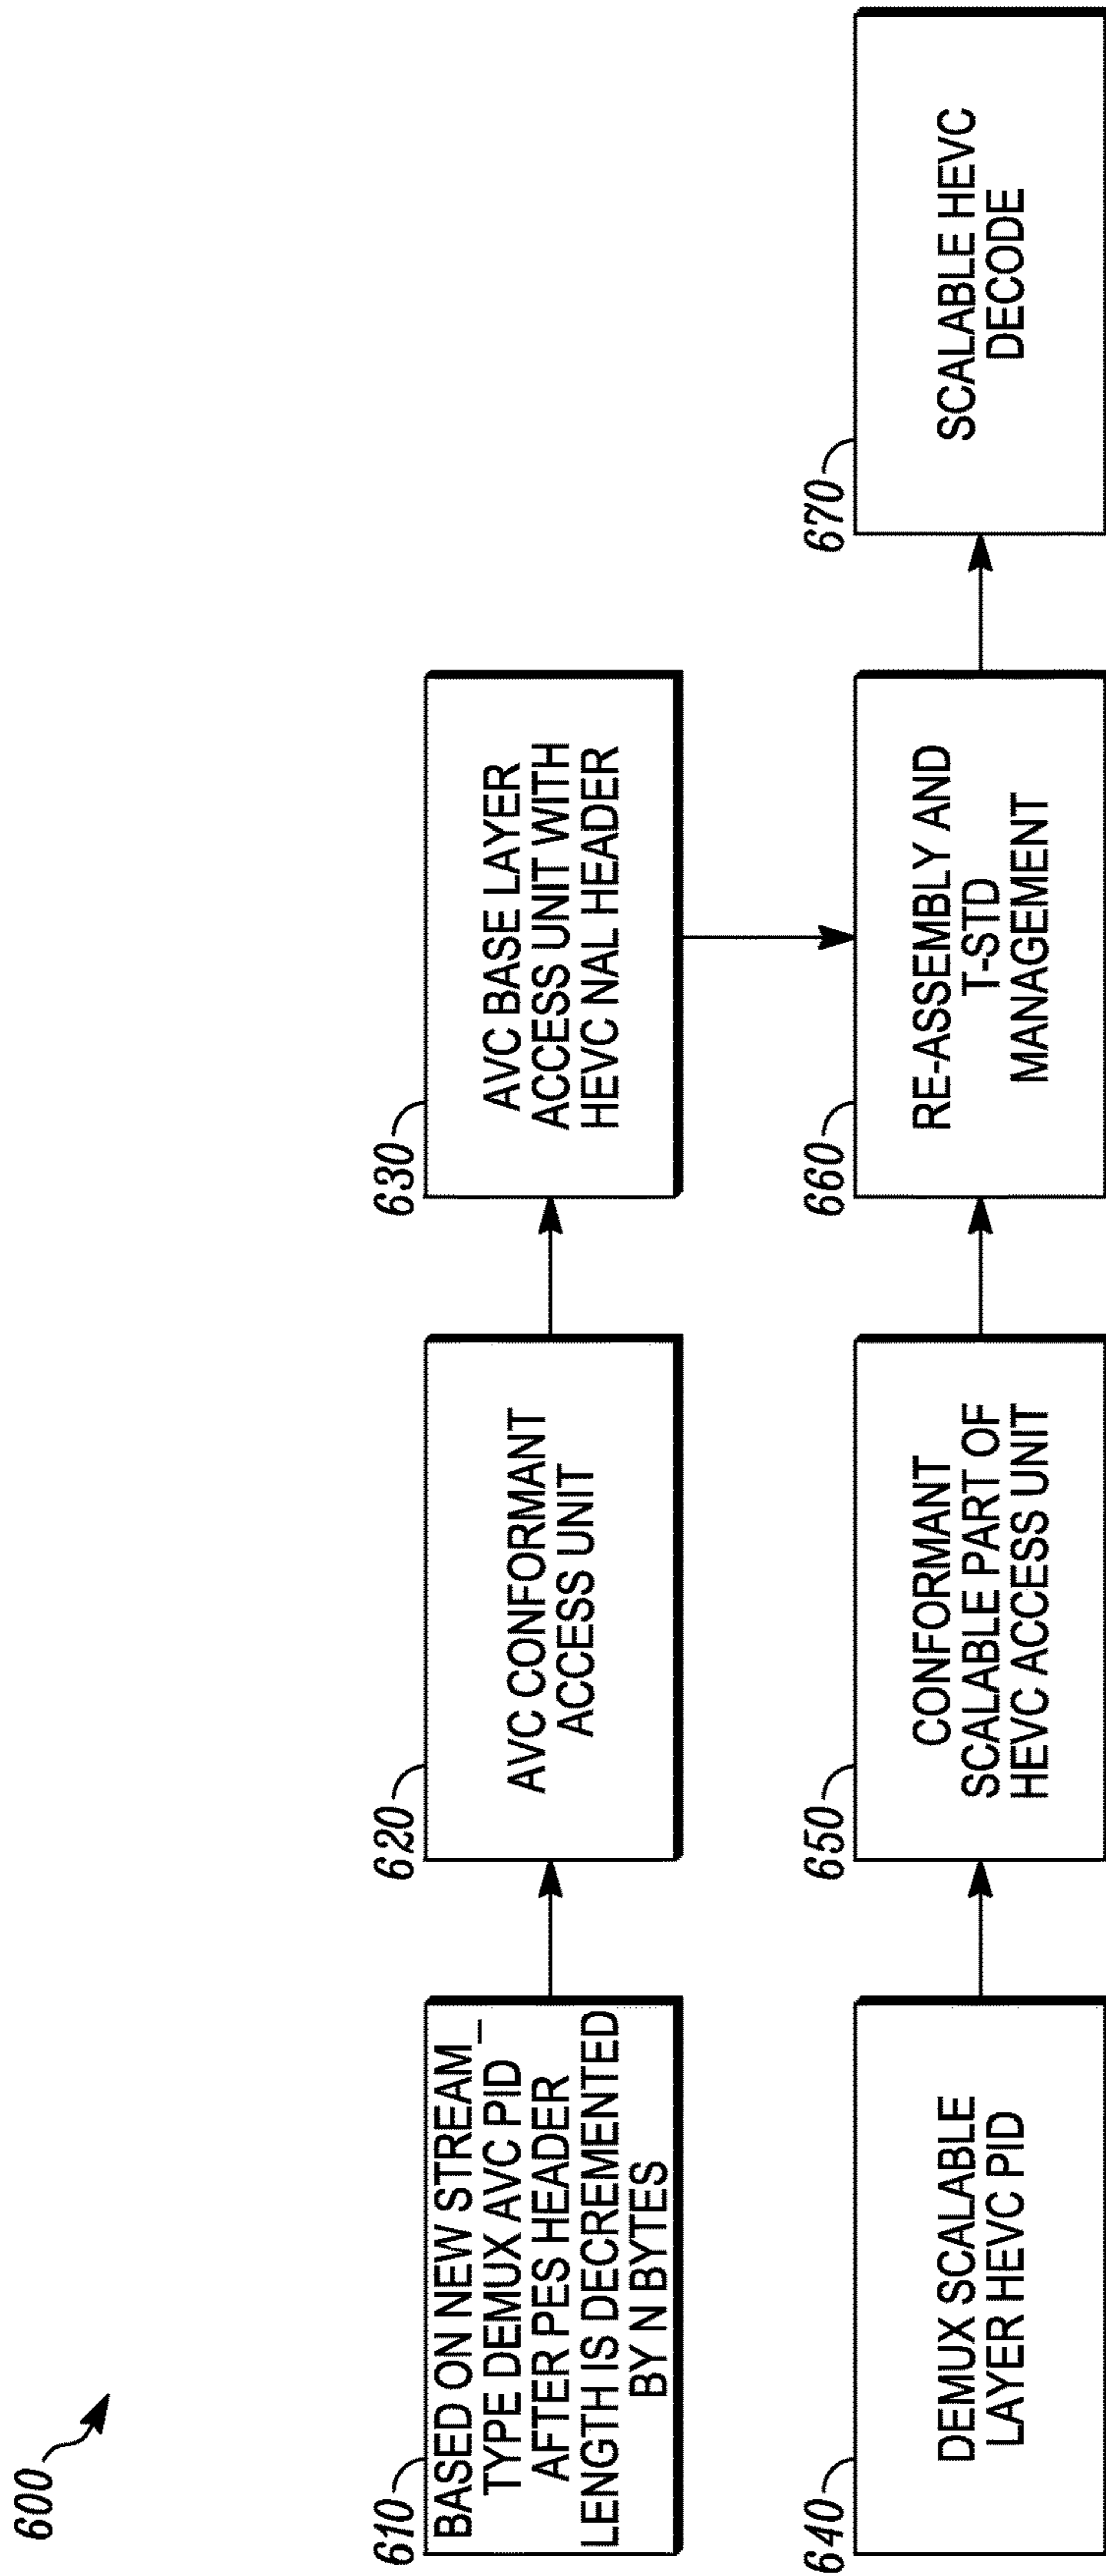 600
610
BASED ON NEW STREAM_
TYPE DEMUX AVC PID
AFTER PES HEADER
LENGTH IS DECREMENTED
BY N BYTES
620
AVC CONFORMANT
ACCESS UNIT
630
AVC BASE LAYER
ACCESS UNIT WITH
HEVC NAL HEADER
640
DEMUX SCALABLE
LAYER HEVC PID
650
CONFORMANT
SCALABLE PART OF
HEVC ACCESS UNIT
660
RE-ASSEMBLY AND
T-STD
MANAGEMENT
670
SCALABLE HEVC
DECODE